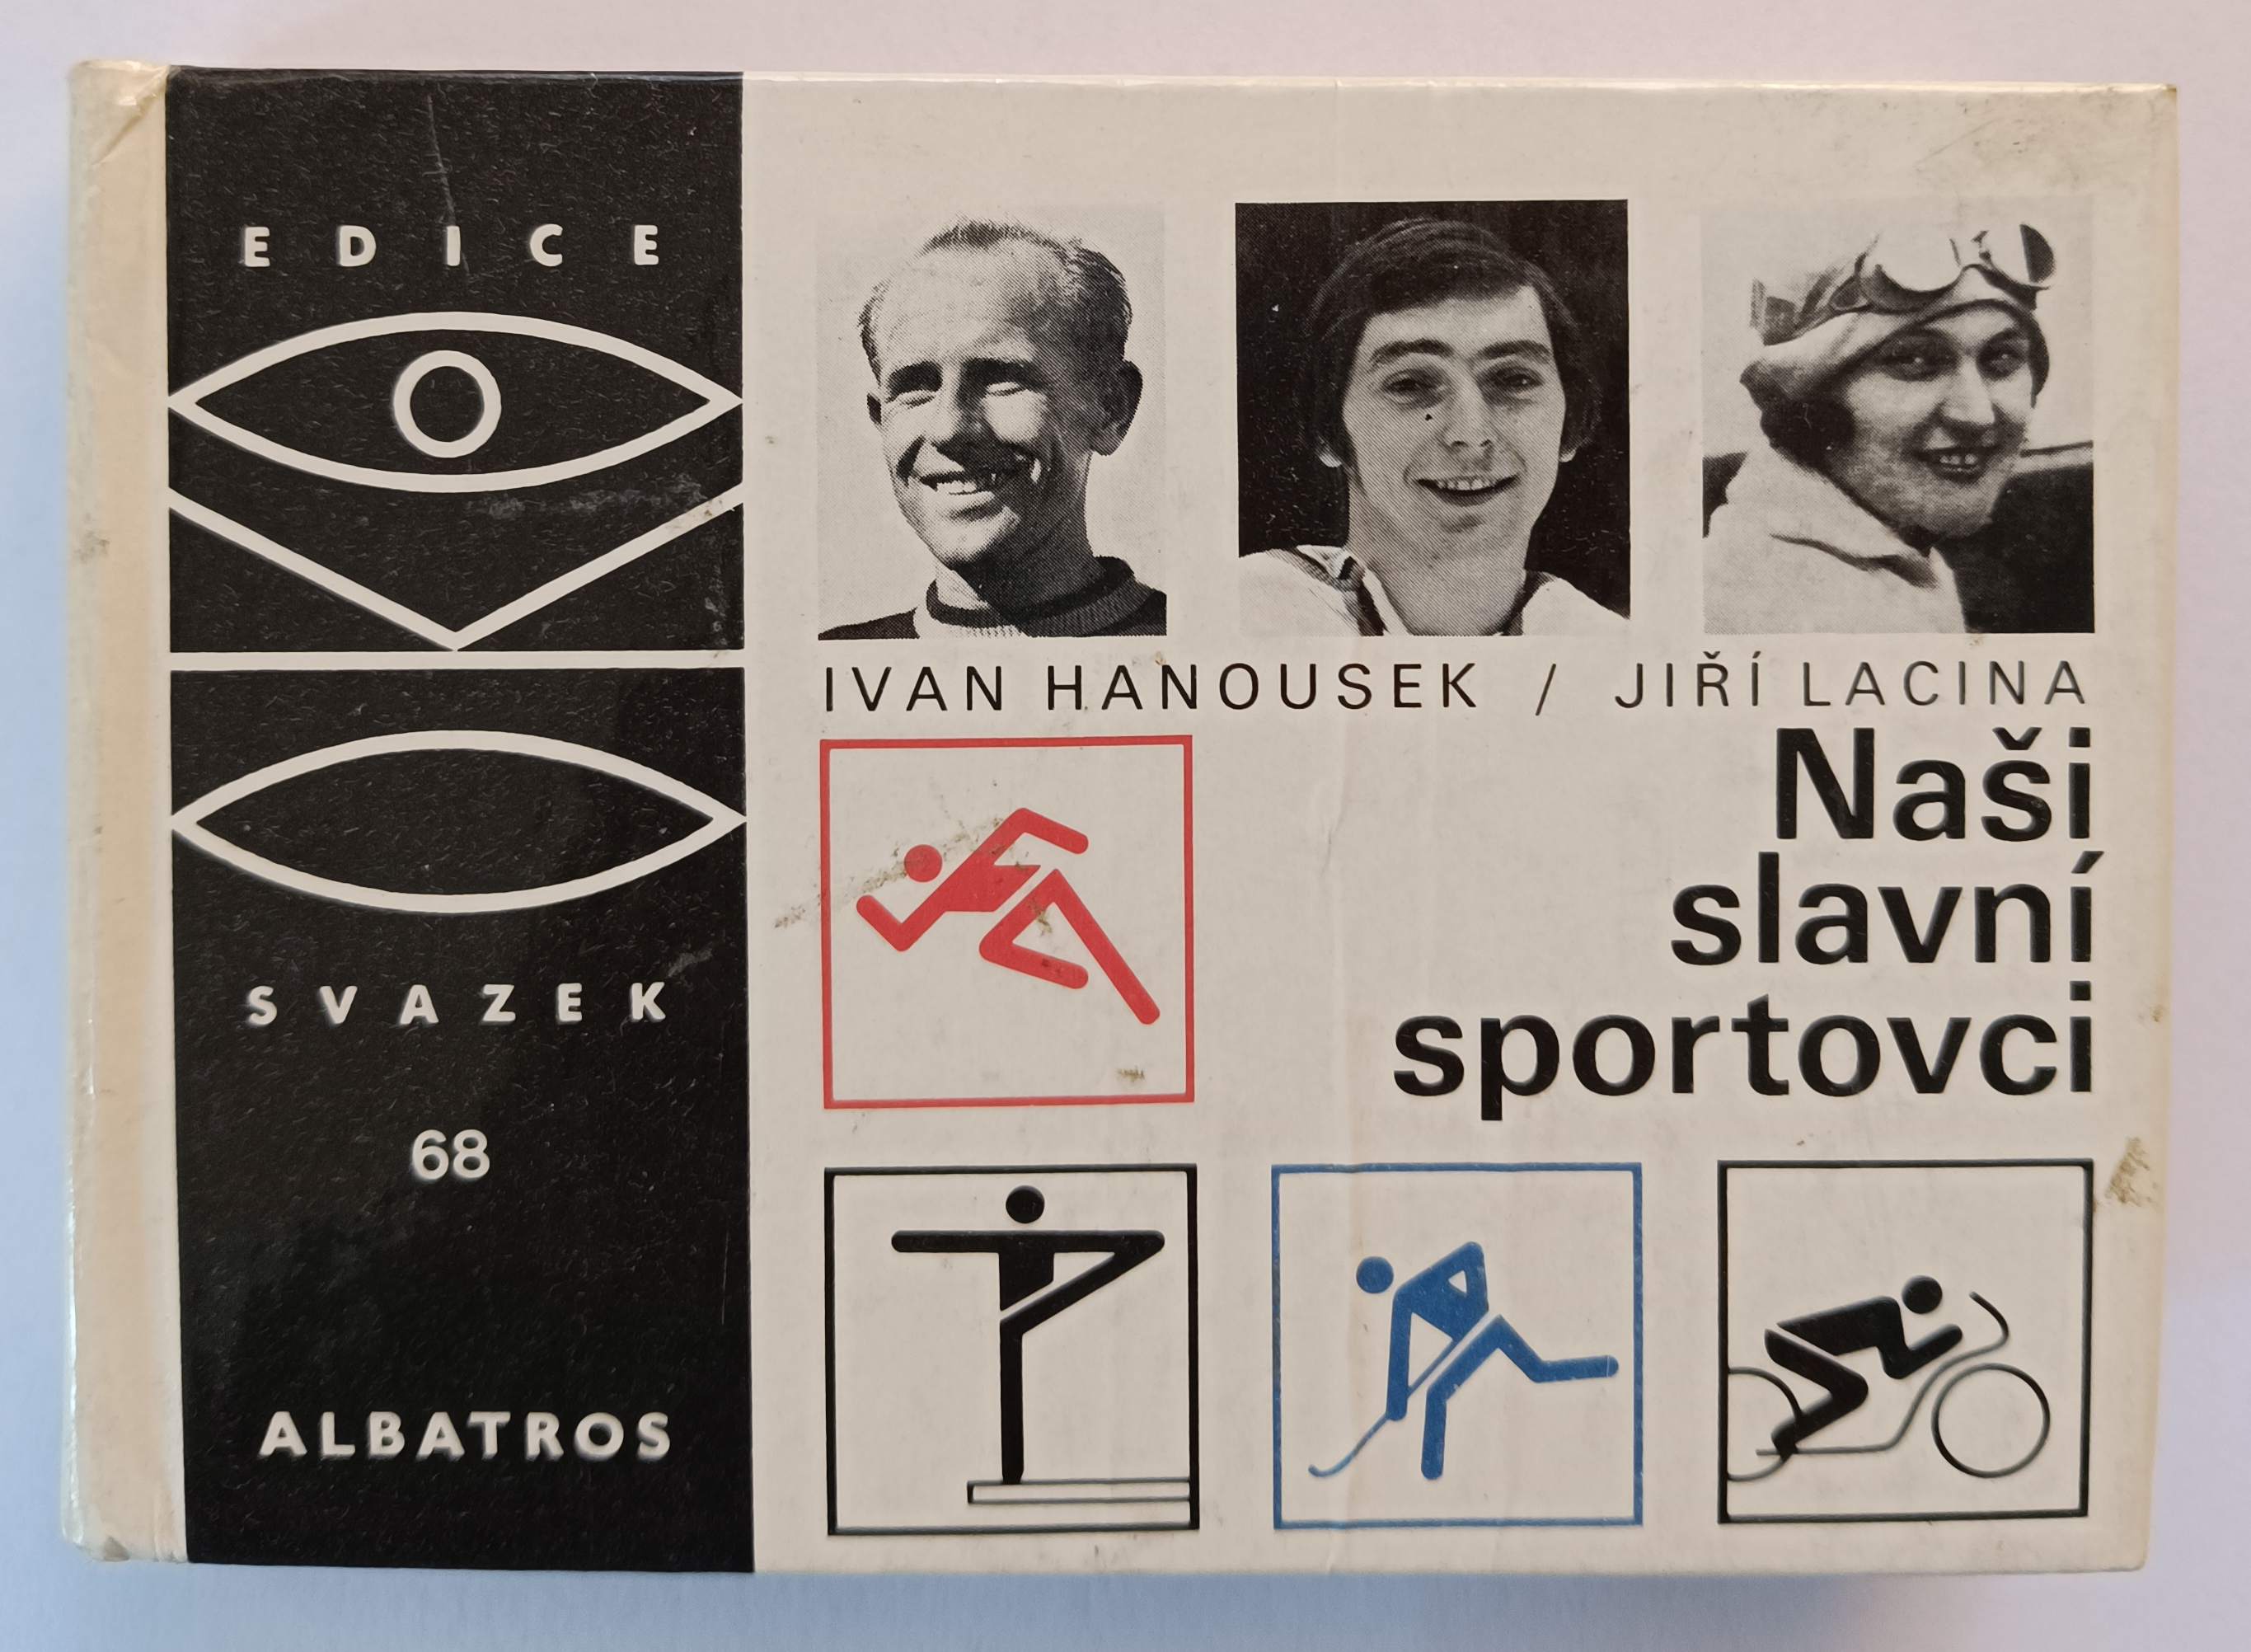 EDICE
SVAZEK
68
ALBATROS
IVAN HANOUSEK / JIŘÍ LACINA
Naši
slavní
sportovci